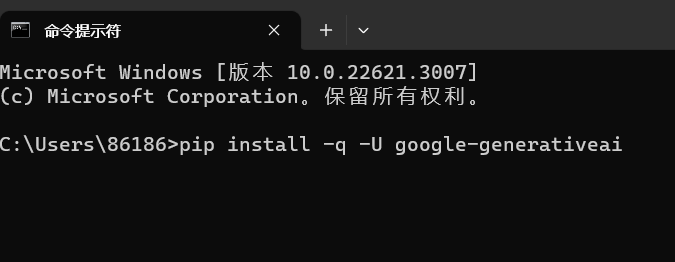 命令提示符
Microsoft Windows [版本 10.0.22621.3007]
(c) Microsoft Corporation。保留所有权利。
C:\Users\86186>pip install -q -U google-generativeai